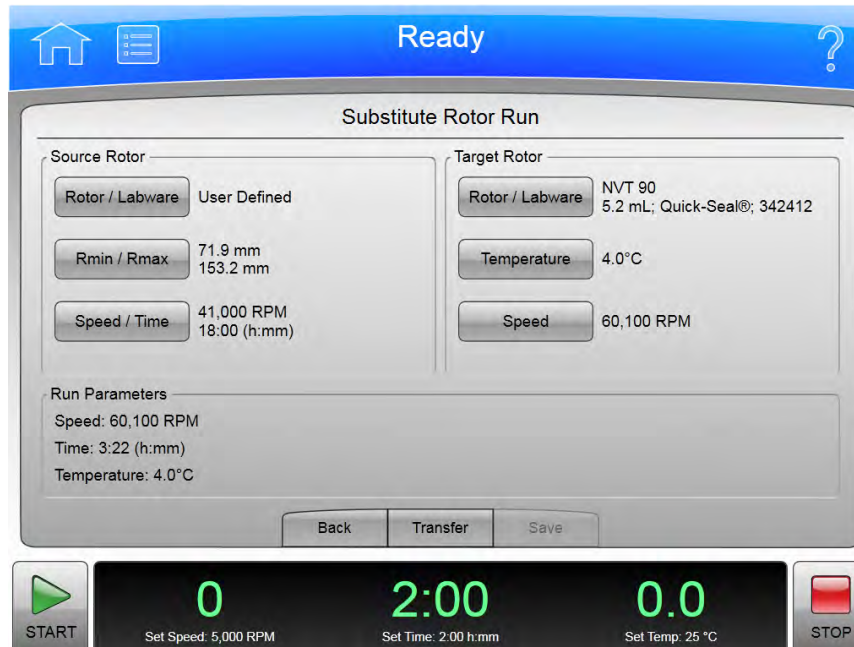 Ready
?
Substitute Rotor Run
Source Rotor
Rotor / Labware
User Defined
Rmin / Rmax
71.9 mm
153.2 mm
Speed / Time
41,000 RPM
18:00 (h:mm)
Target Rotor
Rotor / Labware
NVT 90
5.2 mL; Quick-Seal®; 342412
Temperature
4.0°C
Speed
60,100 RPM
Run Parameters
Speed: 60,100 RPM
Time: 3:22 (h:mm)
Temperature: 4.0°C
Back
Transfer
Save
START
0
Set Speed: 5,000 RPM
2:00
Set Time: 2:00 h:mm
0.0
Set Temp: 25 °C
STOP